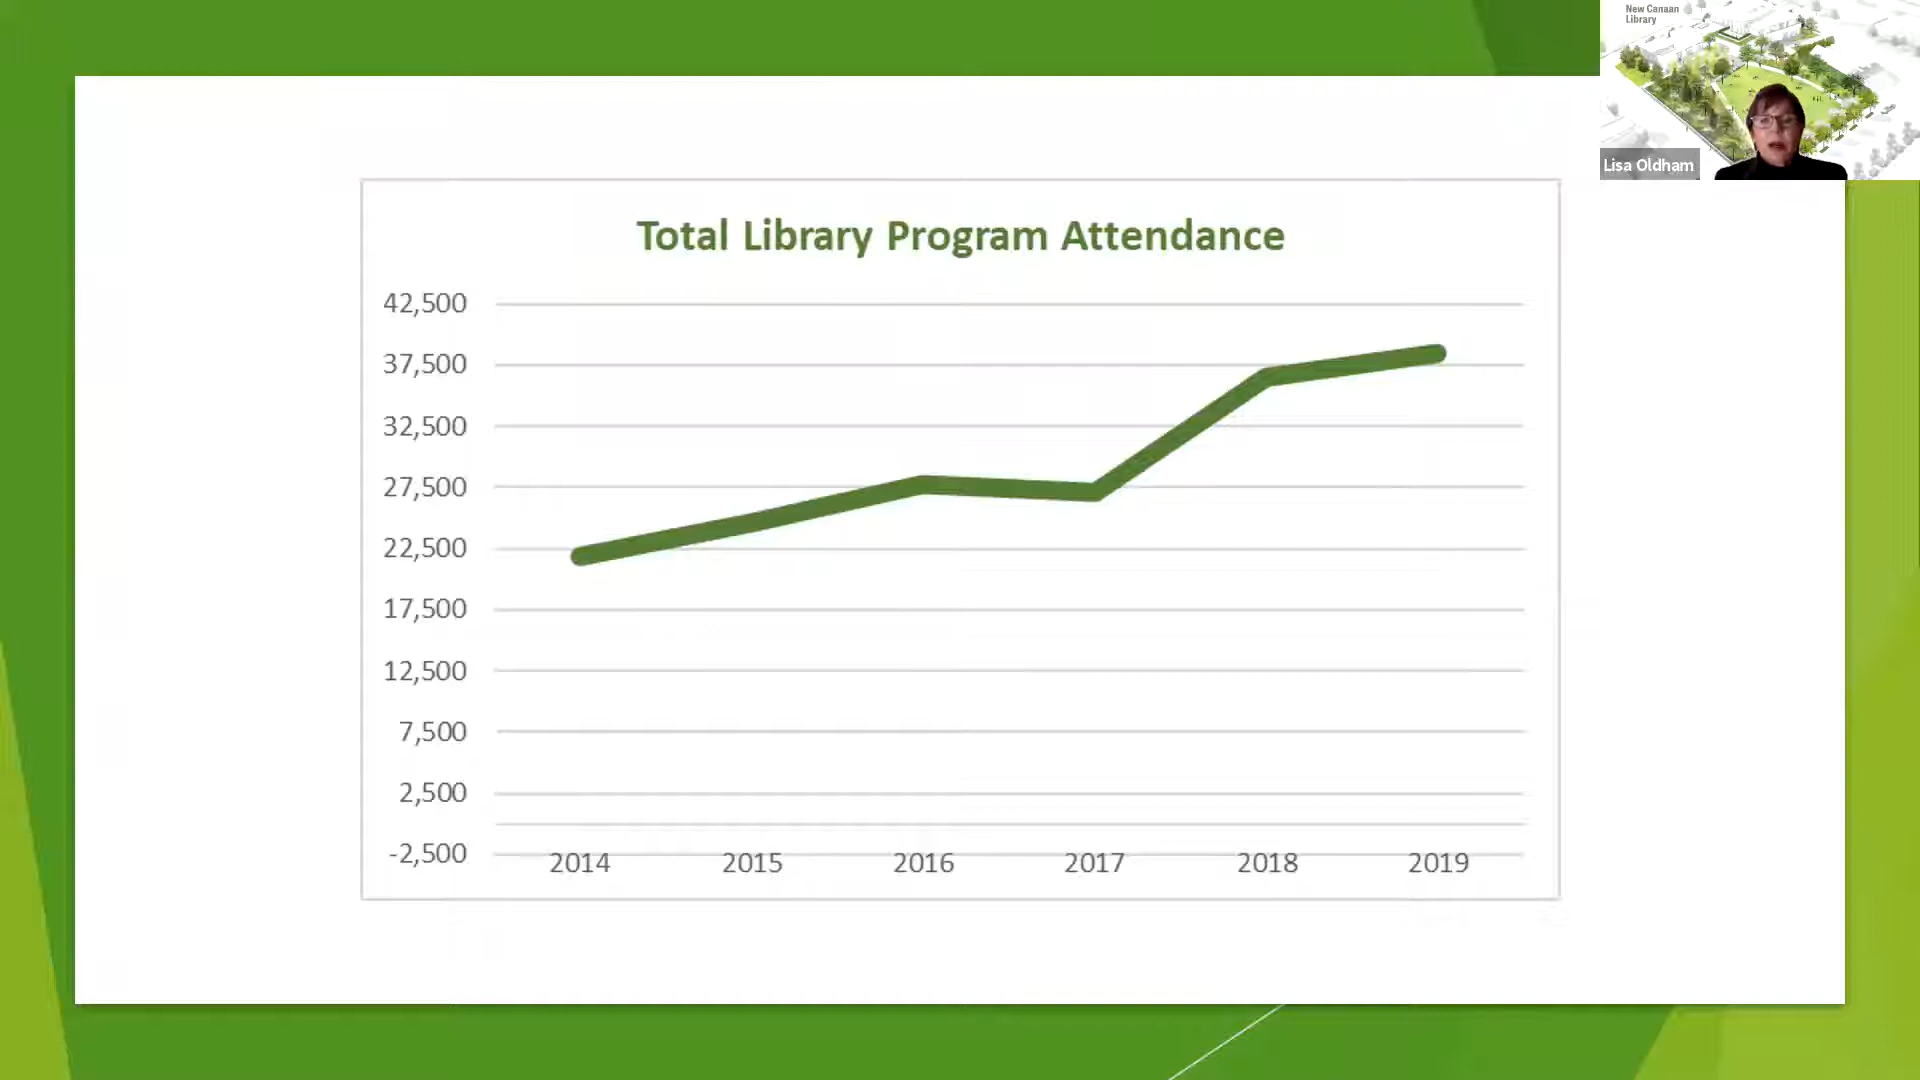 New Canaan
Library
Lisa Oldham
Total Library Program Attendance
42,500
37,500
32,500
27,500
22,500
17,500
12,500
7,500
2,500
-2,500
2014 2015 2016 2017 2018 2019